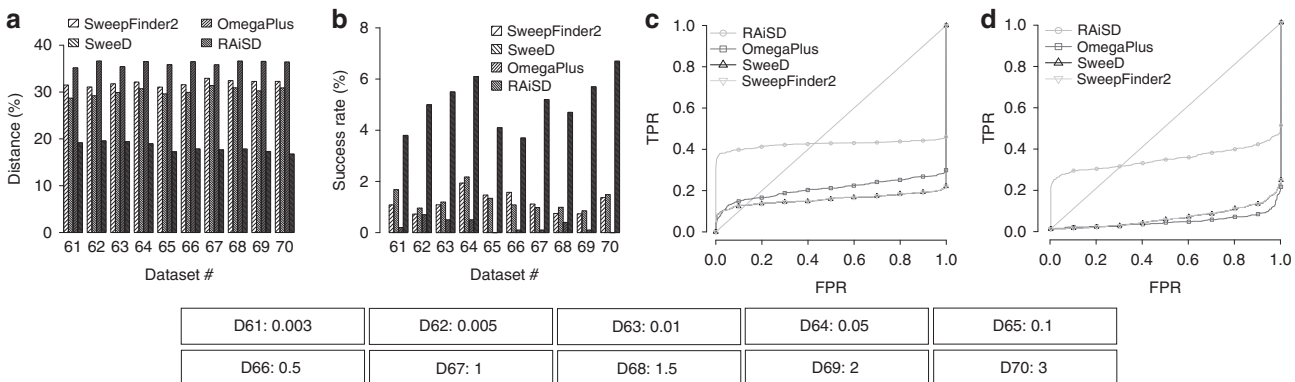 a
SweepFinder2
SweeD
OmegaPlus
RAiSD
Distance (%)
40
30
20
10
0
61 62 63 64 65 66 67 68 69 70
Dataset #
b
SweepFinder2
SweeD
OmegaPlus
RAiSD
Success rate (%)
8
6
4
2
0
61 62 63 64 65 66 67 68 69 70
Dataset #
c
RAiSD
OmegaPlus
SweeD
SweepFinder2
TPR
1.0
0.8
0.6
0.4
0.2
0.0
0.0 0.2 0.4 0.6 0.8 1.0
FPR
d
RAiSD
OmegaPlus
SweeD
SweepFinder2
TPR
1.0
0.8
0.6
0.4
0.2
0.0
0.0 0.2 0.4 0.6 0.8 1.0
FPR
D61: 0.003
D62: 0.005
D63: 0.01
D64: 0.05
D65: 0.1
D66: 0.5
D67: 1
D68: 1.5
D69: 2
D70: 3